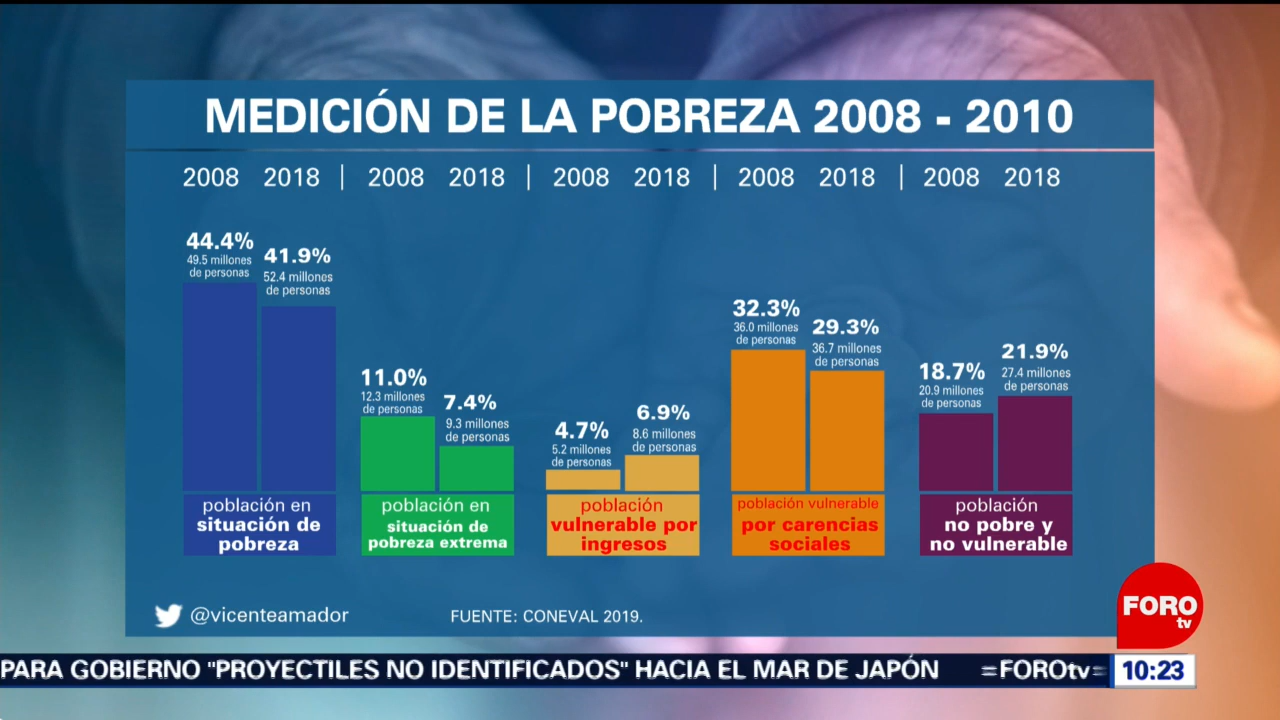 MEDICIÓN DE LA POBREZA 2008 - 2010
2008 2018 | 2008 2018 | 2008 2018 | 2008 2018 | 2008 2018
44.4%
49.5 millones
de personas
41.9%
52.4 millones
de personas
11.0%
12.3 millones
de personas
7.4%
9.3 millones
de personas
4.7%
5.2 millones
de personas
6.9%
8.6 millones
de personas
32.3%
36.0 millones
de personas
29.3%
36.7 millones
de personas
18.7%
20.9 millones
de personas
21.9%
27.4 millones
de personas
población en
situación de
pobreza
población en
situación de
pobreza extrema
población
vulnerable por
ingresos
población vulnerable
por carencias
sociales
población
no pobre y
no vulnerable
@vicenteamador
FUENTE: CONEVAL 2019.
FORO
tv
PARA GOBIERNO "PROYECTILES NO IDENTIFICADOS" HACIA EL MAR DE JAPÓN
=FOROtv=
10:23